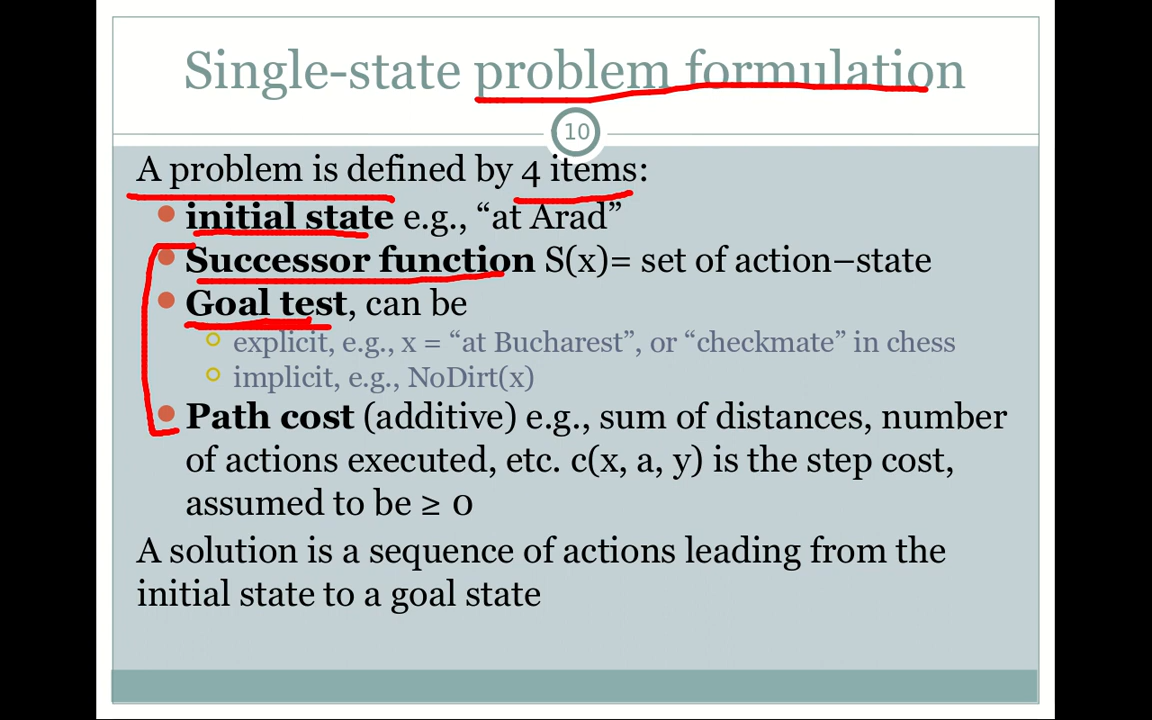 Single-state problem formulation
10
A problem is defined by 4 items:
initial state e.g., “at Arad”
Successor function S(x)= set of action–state
Goal test, can be
explicit, e.g., x = “at Bucharest”, or “checkmate” in chess
implicit, e.g., NoDirt(x)
Path cost (additive) e.g., sum of distances, number
of actions executed, etc. c(x, a, y) is the step cost,
assumed to be ≥ 0
A solution is a sequence of actions leading from the
initial state to a goal state